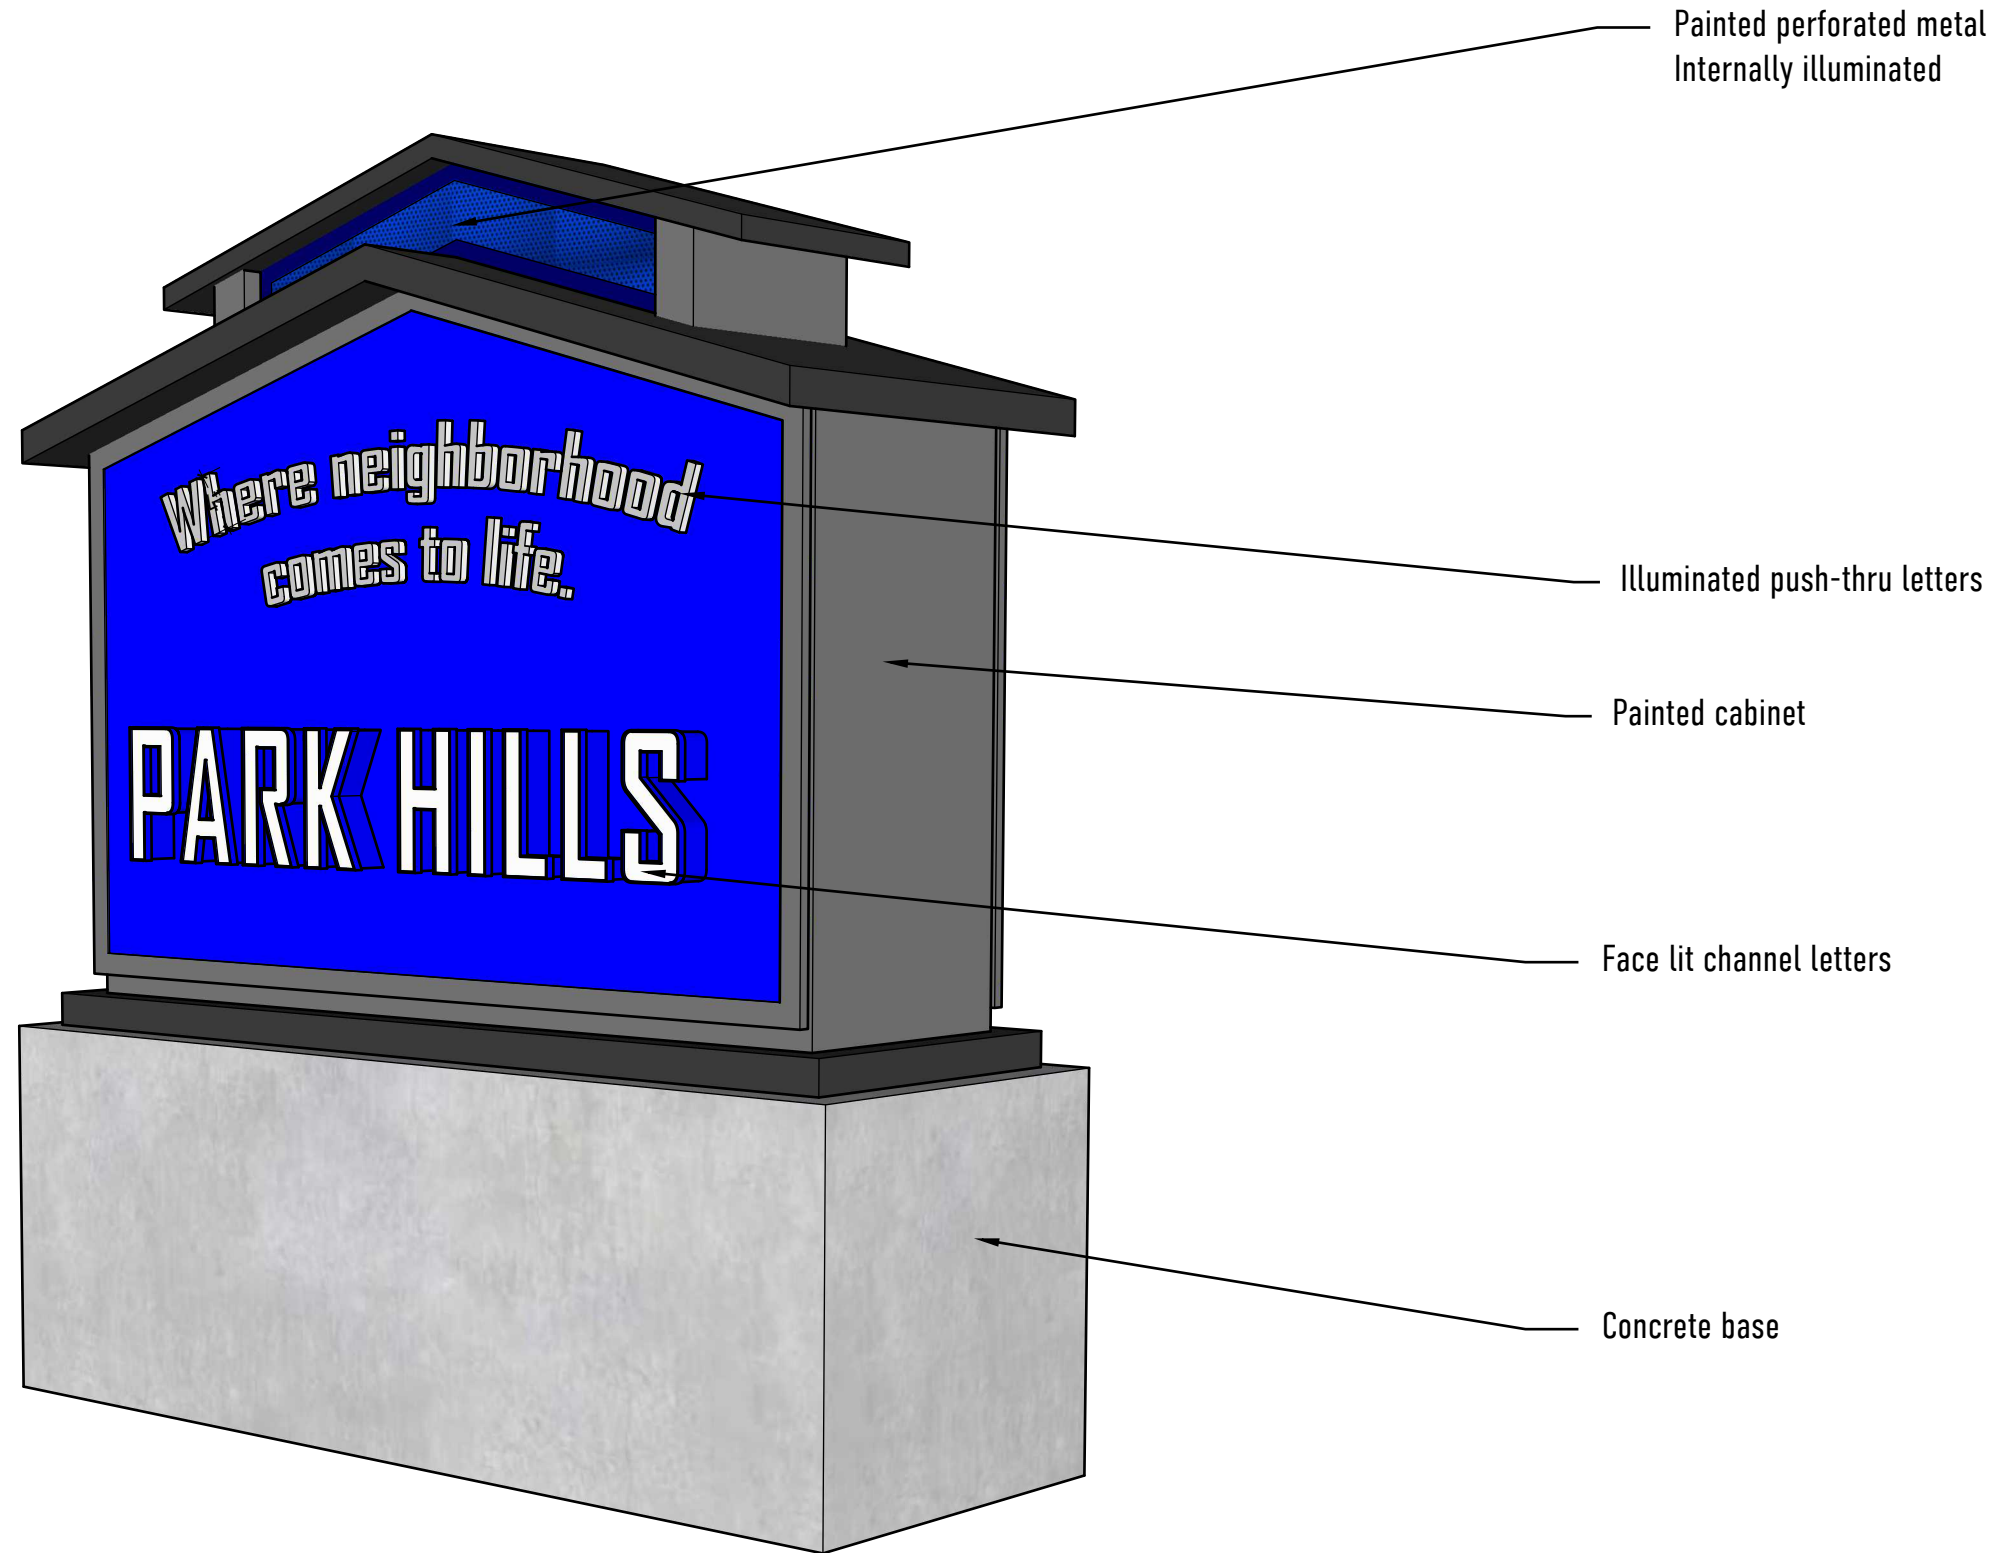 Painted perforated metal
Internally illuminated
Where neighborhood
comes to life.
Illuminated push-thru letters
Painted cabinet
PARK HILLS
Face lit channel letters
Concrete base